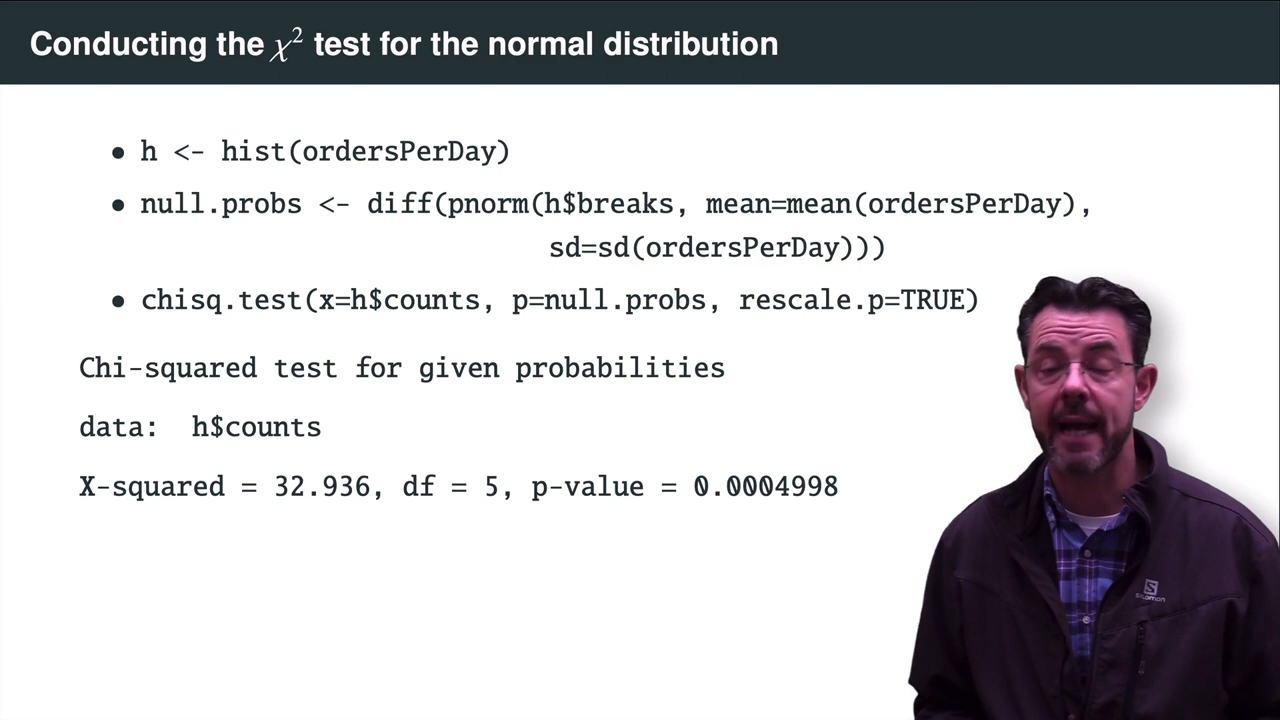 Conducting the χ² test for the normal distribution
• h <- hist(ordersPerDay)
• null.probs <- diff(pnorm(h$breaks, mean=mean(ordersPerDay),
sd=sd(ordersPerDay)))
• chisq.test(x=h$counts, p=null.probs, rescale.p=TRUE)
Chi-squared test for given probabilities
data: h$counts
X-squared = 32.936, df = 5, p-value = 0.0004998
S
SALOMON